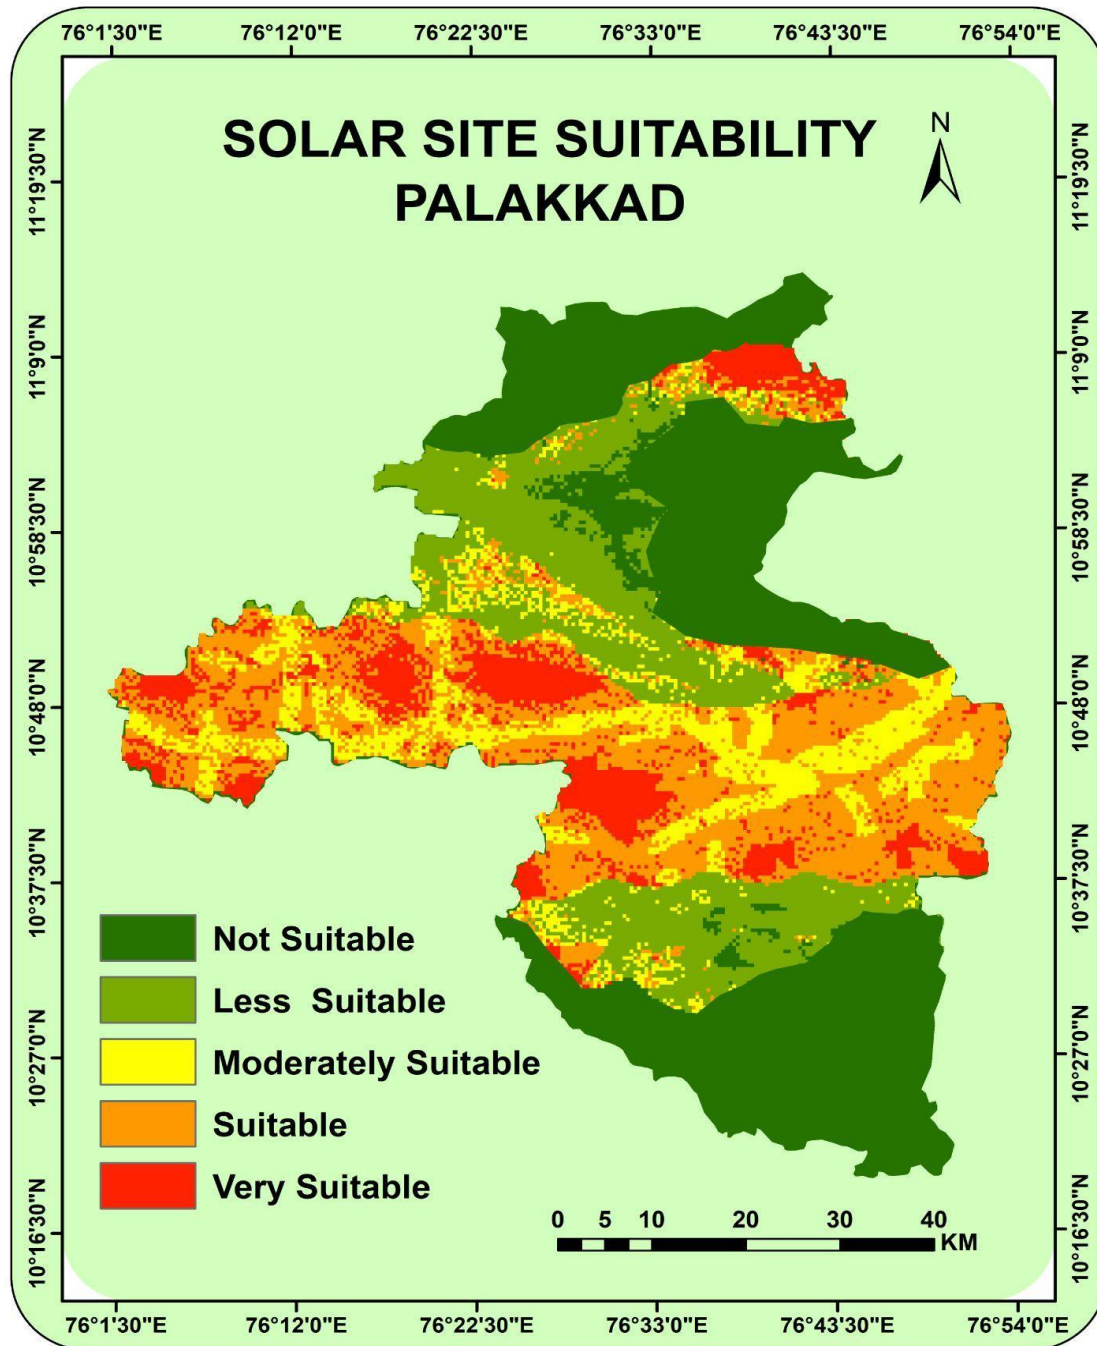 76°1'30"E 76°12'0"E 76°22'30"E 76°33'0"E 76°43'30"E 76°54'0"E
SOLAR SITE SUITABILITY
PALAKKAD
N
11°19'30"N
11°19'30"N
11°9'0"N
11°9'0"N
10°58'30"N
10°58'30"N
10°48'0"N
10°48'0"N
10°37'30"N
10°37'30"N
10°27'0"N
10°27'0"N
10°16'30"N
10°16'30"N
Not Suitable
Less  Suitable
Moderately Suitable
Suitable
Very Suitable
0 5 10 20 30 40
KM
76°1'30"E 76°12'0"E 76°22'30"E 76°33'0"E 76°43'30"E 76°54'0"E